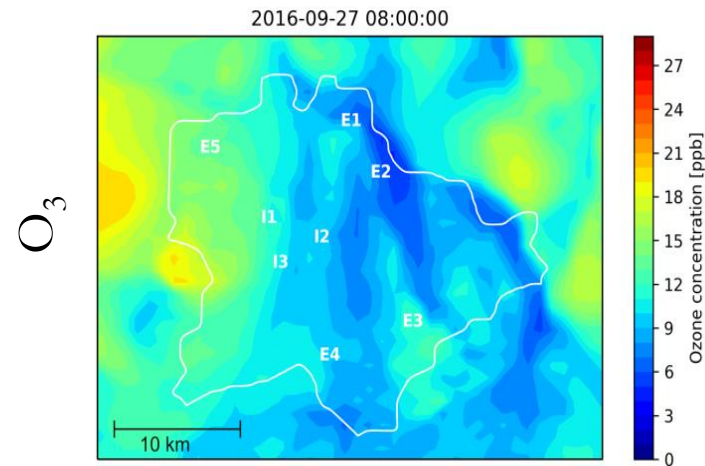 2016-09-27 08:00:00
O₃
E1
E5
E2
I1
I2
I3
E3
E4
10 km
27
24
21
18
15
12
9
6
3
0
Ozone concentration [ppb]